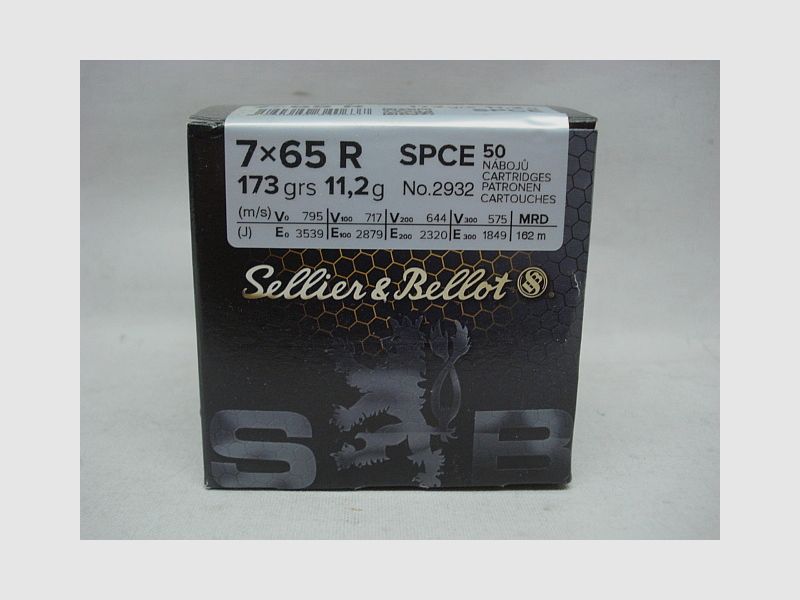 7×65 R SPCE 50
NÁBOJŮ
CARTRIDGES
173 grs 11,2g No.2932 PATRONEN
CARTOUCHES
(m/s) V0 795 V100 717 V200 644 V300 575 MRD
(J) E0 3539 E100 2879 E200 2320 E300 1849 162 m
Sellier & Bellot SB
S B